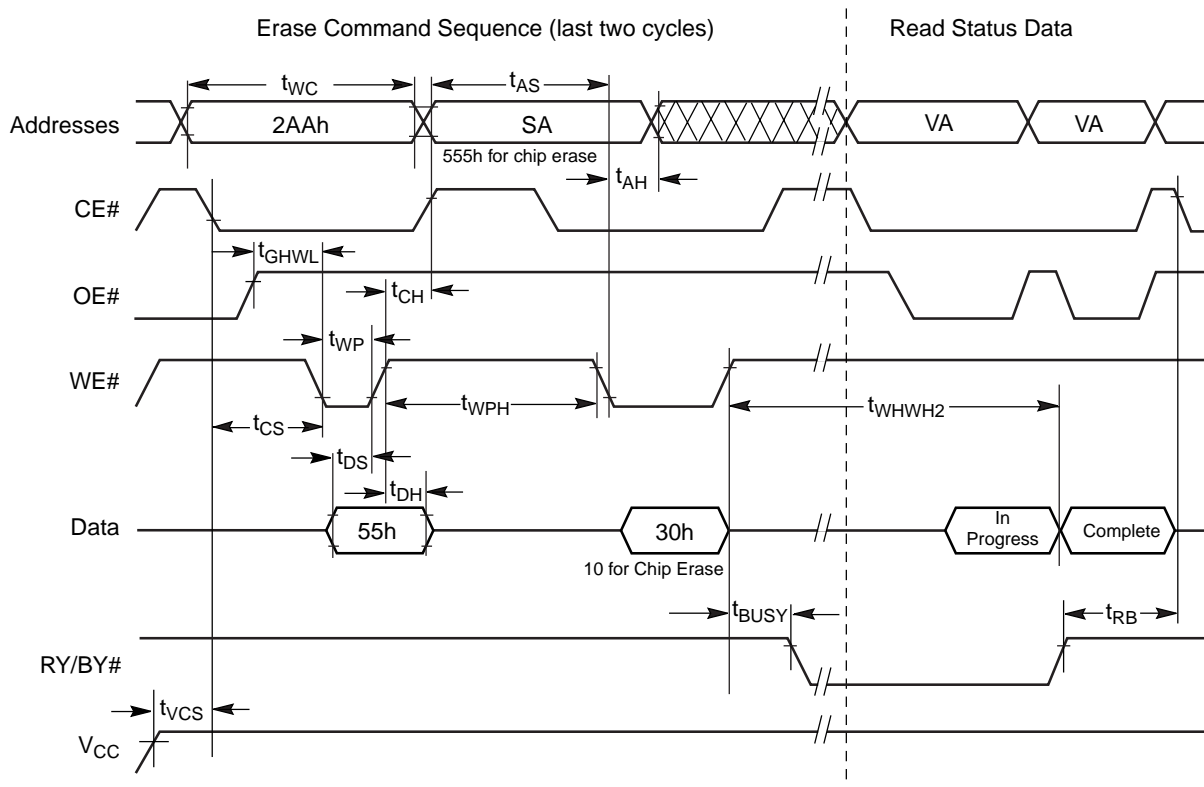 Erase Command Sequence (last two cycles)
Read Status Data
tWC
tAS
Addresses
2AAh
SA
VA
VA
555h for chip erase
tAH
CE#
tGHWL
OE#
tCH
tWP
WE#
tWPH
tWHWH2
tCS
tDS
tDH
Data
55h
30h
In
Progress
Complete
10 for Chip Erase
tBUSY
tRB
RY/BY#
tVCS
VCC